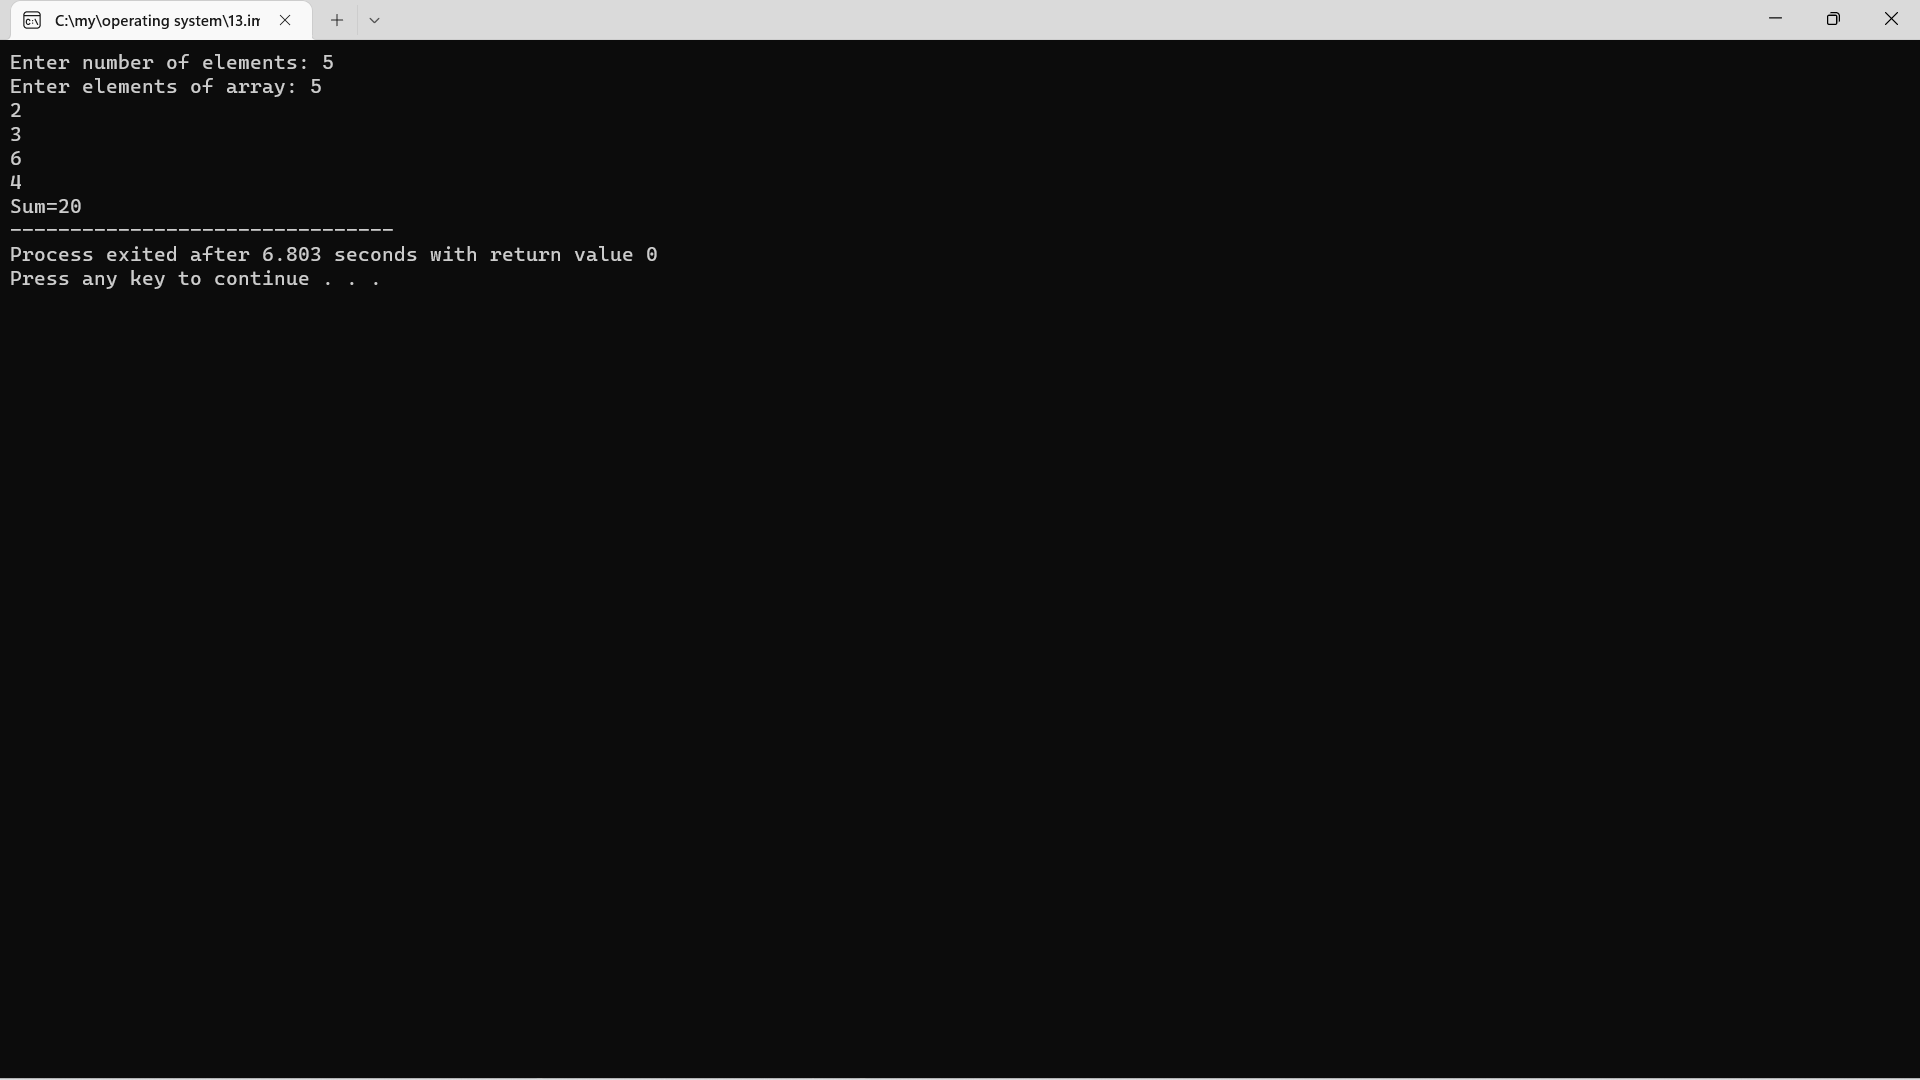 C:\my\operating system\13.in
Enter number of elements: 5
Enter elements of array: 5
2
3
6
4
Sum=20
--------------------------------
Process exited after 6.803 seconds with return value 0
Press any key to continue . . .